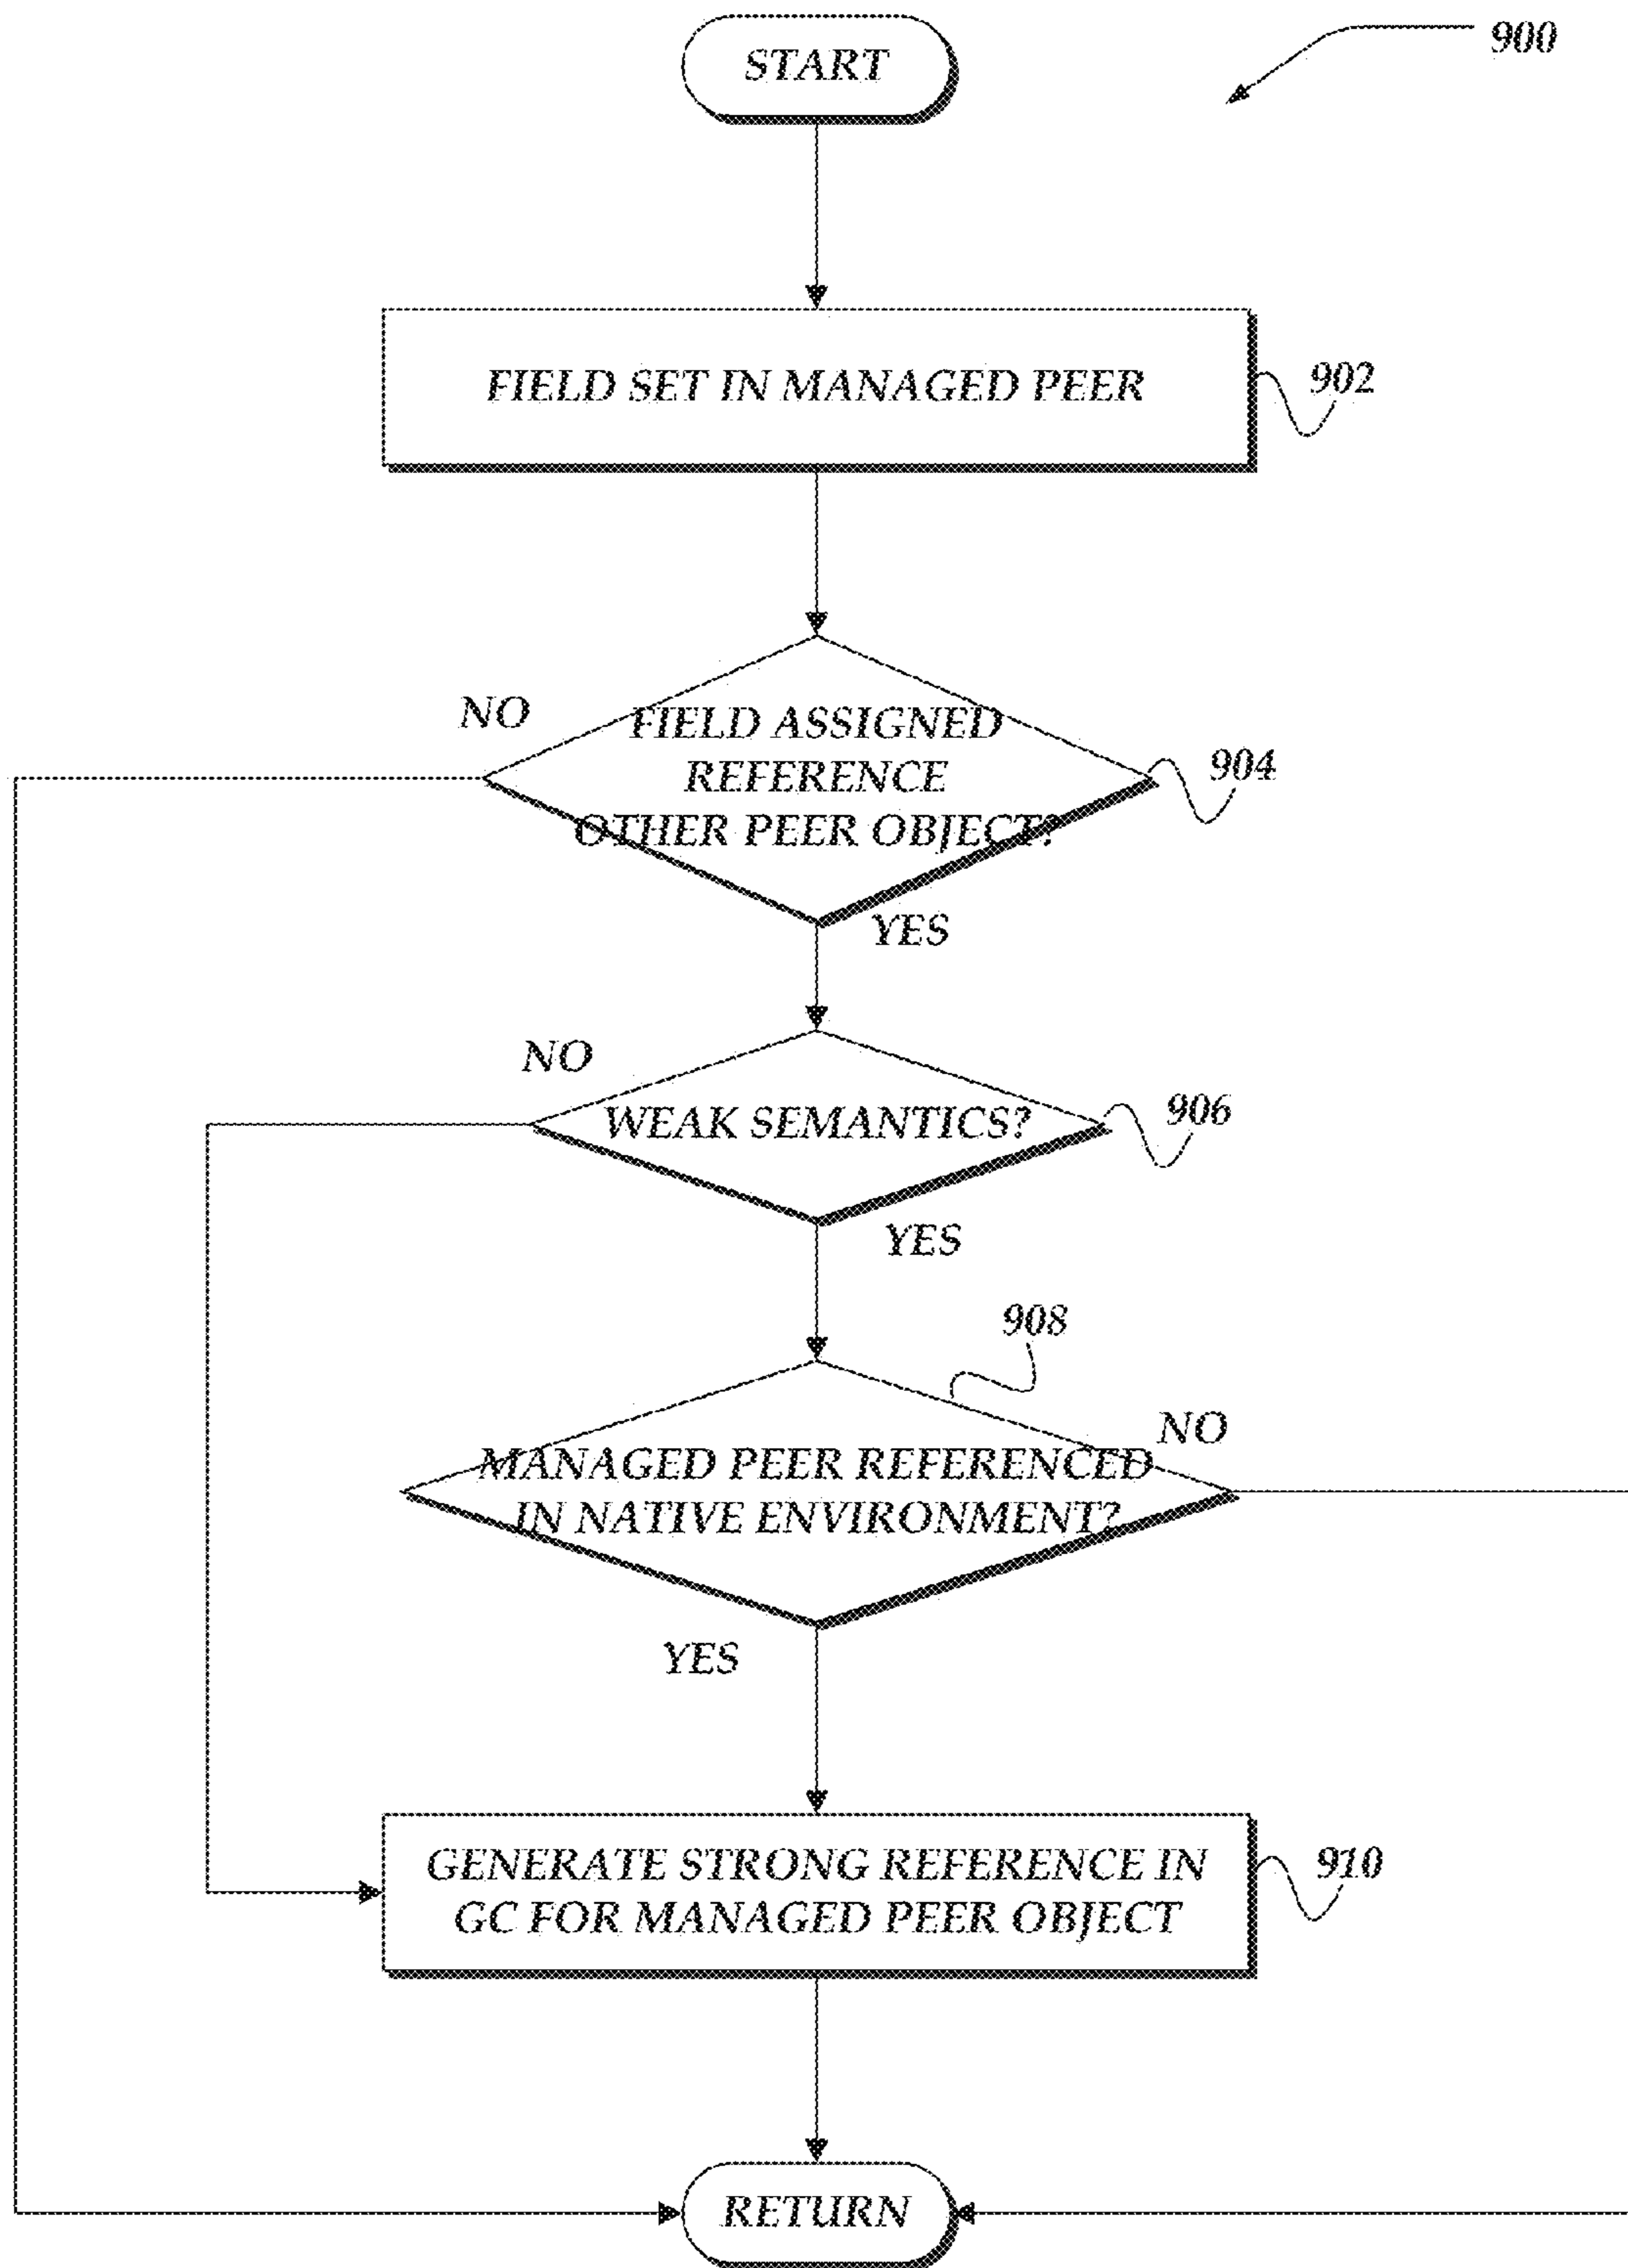 START
900
FIELD SET IN MANAGED PEER
902
NO
FIELD ASSIGNED
REFERENCE
OTHER PEER OBJECT?
904
YES
NO
WEAK SEMANTICS?
906
YES
908
NO
MANAGED PEER REFERENCED
IN NATIVE ENVIRONMENT?
YES
GENERATE STRONG REFERENCE IN
GC FOR MANAGED PEER OBJECT
910
RETURN